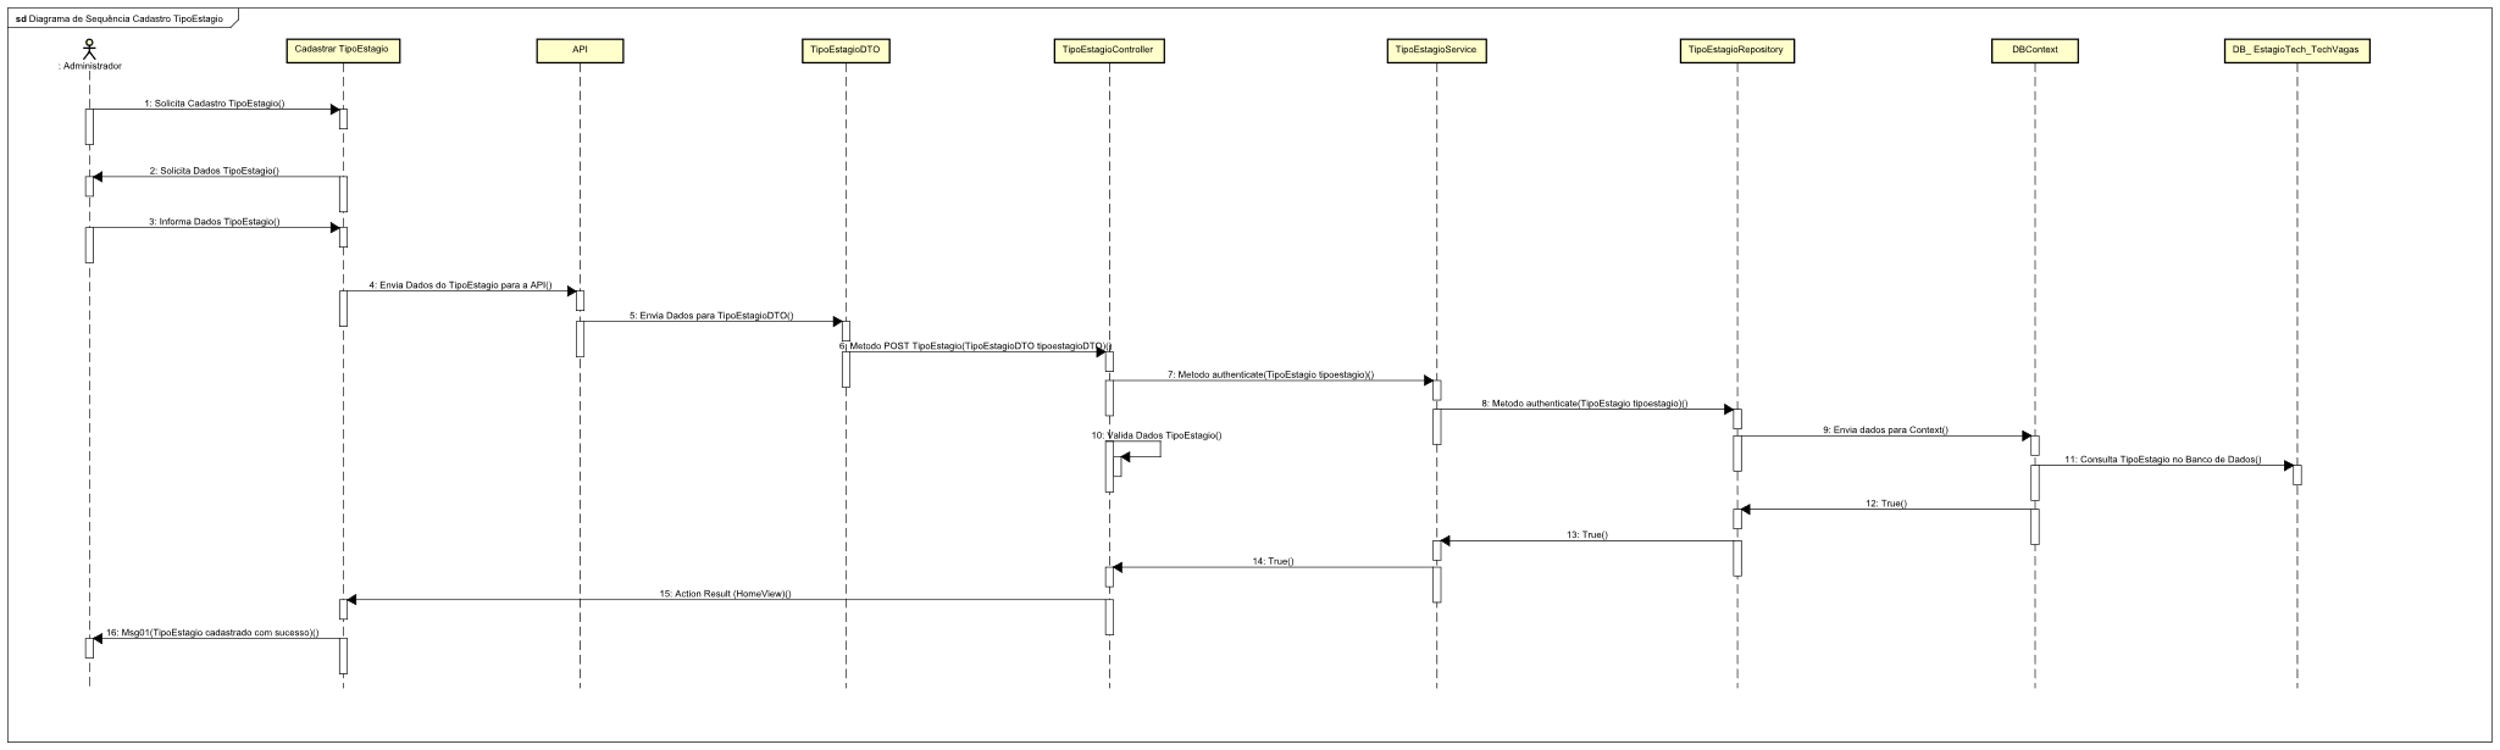 sd Diagrama de Sequência Cadastro TipoEstagio
: Administrador
Cadastrar TipoEstagio
API
TipoEstagioDTO
TipoEstagioController
TipoEstagioService
TipoEstagioRepository
DBContext
DB_ EstagioTech_TechVagas
1: Solicita Cadastro TipoEstagio()
2: Solicita Dados TipoEstagio()
3: Informa Dados TipoEstagio()
4: Envia Dados do TipoEstagio para a API()
5: Envia Dados para TipoEstagioDTO()
6: Metodo POST TipoEstagio(TipoEstagioDTO tipoestagioDTO)()
7: Metodo authenticate(TipoEstagio tipoestagio)()
8: Metodo authenticate(TipoEstagio tipoestagio)()
9: Envia dados para Context()
10: Valida Dados TipoEstagio()
11: Consulta TipoEstagio no Banco de Dados()
12: True()
13: True()
14: True()
15: Action Result (HomeView)()
16: Msg01(TipoEstagio cadastrado com sucesso)()